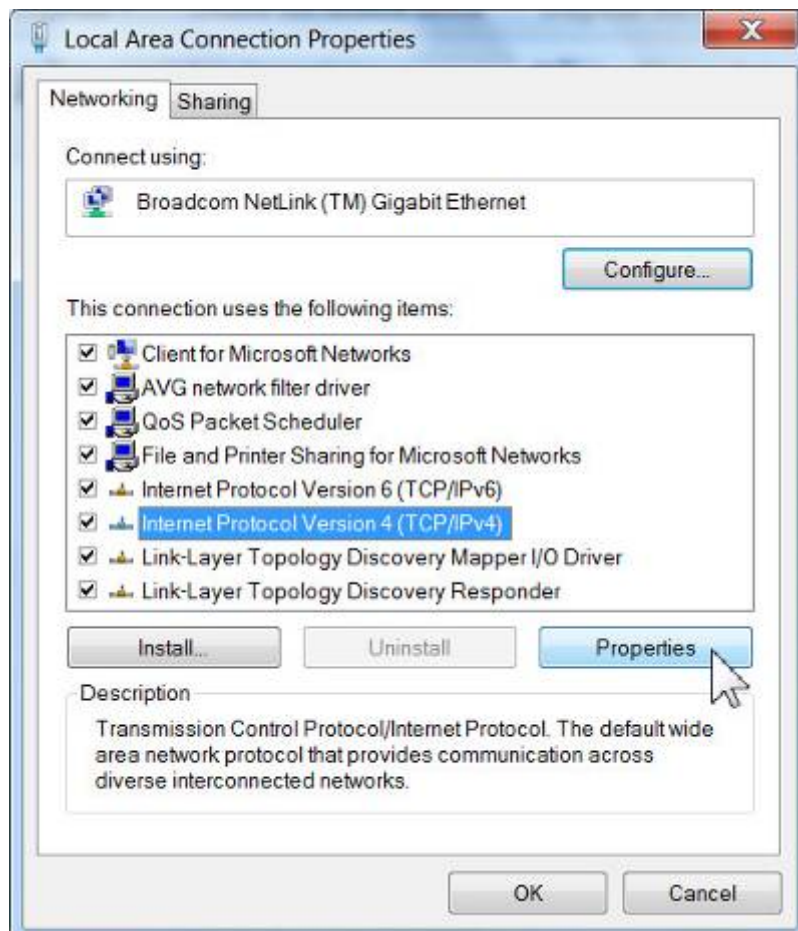 Local Area Connection Properties
Networking
Sharing
Connect using:
Broadcom NetLink (TM) Gigabit Ethernet
Configure...
This connection uses the following items:
Client for Microsoft Networks
AVG network filter driver
QoS Packet Scheduler
File and Printer Sharing for Microsoft Networks
Internet Protocol Version 6 (TCP/IPv6)
Internet Protocol Version 4 (TCP/IPv4)
Link-Layer Topology Discovery Mapper I/O Driver
Link-Layer Topology Discovery Responder
Install...
Uninstall
Properties
Description
Transmission Control Protocol/Internet Protocol. The default wide
area network protocol that provides communication across
diverse interconnected networks.
OK
Cancel